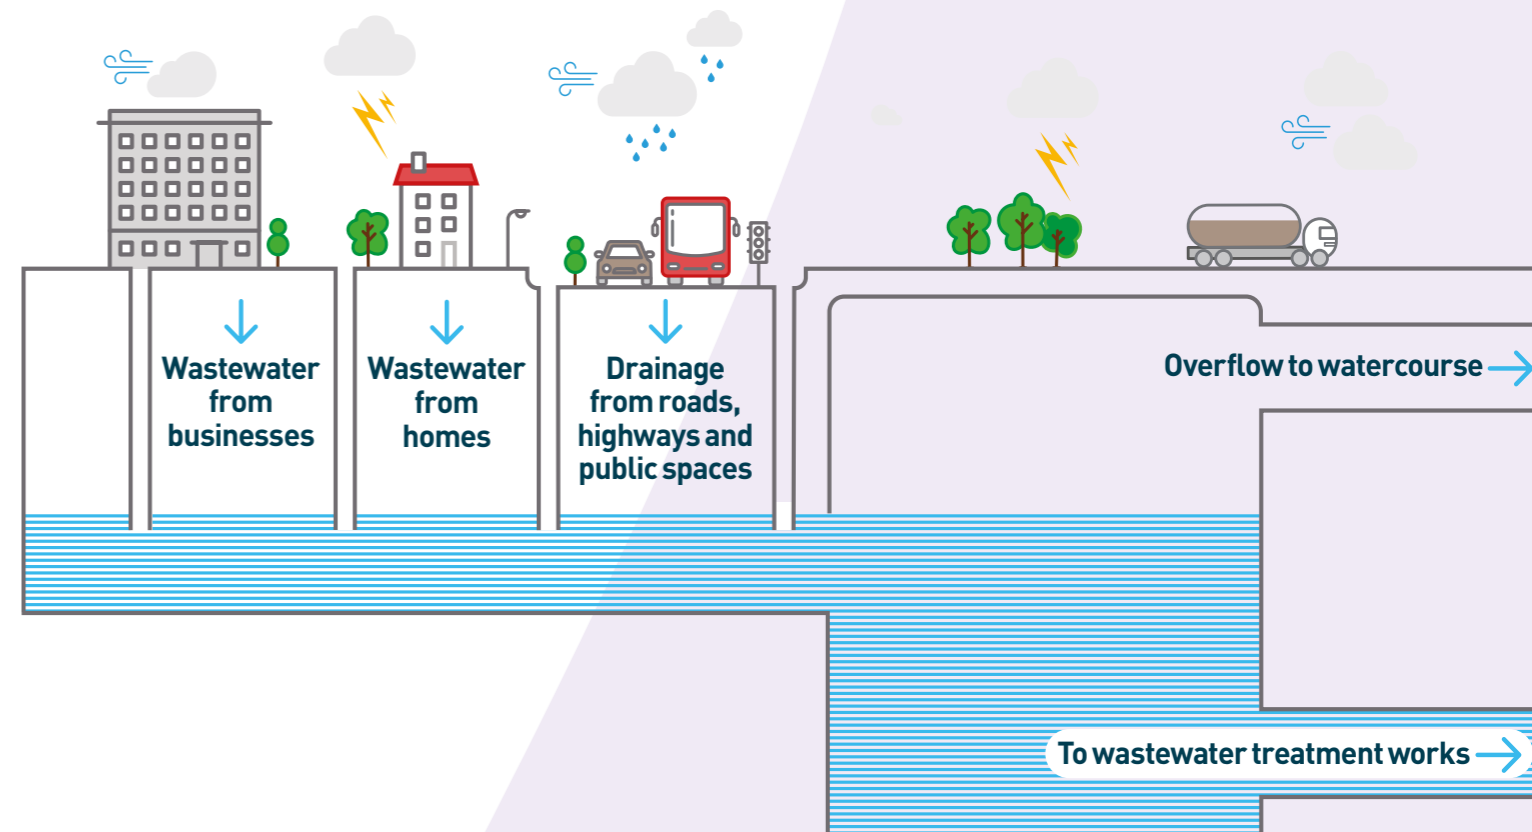 Wastewater
from
businesses
Wastewater
from
homes
Drainage
from roads,
highways and
public spaces
Overflow to watercourse
To wastewater treatment works